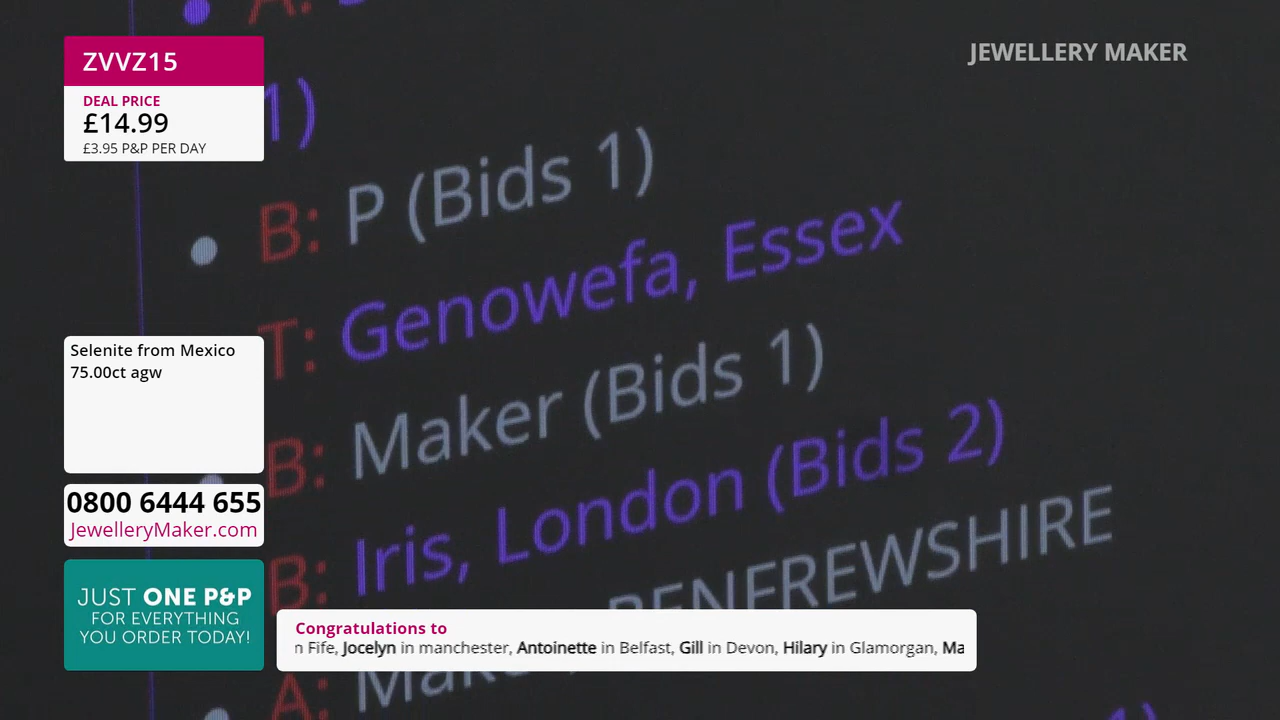 A:
ZVVZ15
JEWELLERY MAKER
DEAL PRICE
£14.99
£3.95 P&P PER DAY
1)
B: P (Bids 1)
T: Genowefa, Essex
Selenite from Mexico
75.00ct agw
B: Maker (Bids 1)
B: Iris, London (Bids 2)
0800 6444 655
JewelleryMaker.com
B: RENFREWSHIRE
JUST ONE P&P
FOR EVERYTHING
YOU ORDER TODAY!
Congratulations to
n Fife, Jocelyn in manchester, Antoinette in Belfast, Gill in Devon, Hilary in Glamorgan, Ma
A:
1)